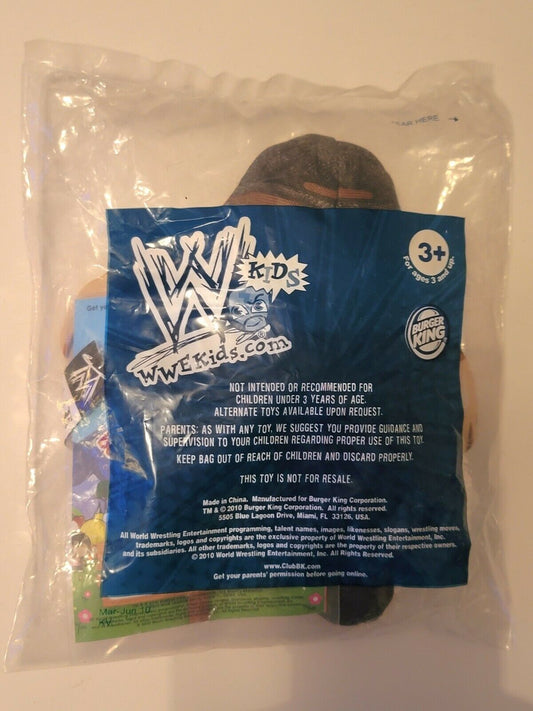 EAR HERE →
W
KIDS
WWEKids.com
3+
For ages 3 and up.
BURGER
KING
Get
NOT INTENDED OR RECOMMENDED FOR
CHILDREN UNDER 3 YEARS OF AGE.
ALTERNATE TOYS AVAILABLE UPON REQUEST.
PARENTS: AS WITH ANY TOY, WE SUGGEST YOU PROVIDE GUIDANCE AND
SUPERVISION TO YOUR CHILDREN REGARDING PROPER USE OF THIS TOY.
KEEP BAG OUT OF REACH OF CHILDREN AND DISCARD PROPERLY.
THIS TOY IS NOT FOR RESALE.
Made in China. Manufactured for Burger King Corporation.
TM & © 2010 Burger King Corporation. All rights reserved.
5505 Blue Lagoon Drive, Miami, FL 33126, USA.
All World Wrestling Entertainment programming, talent names, images, likenesses, slogans, wrestling moves,
trademarks, logos and copyrights are the exclusive property of World Wrestling Entertainment, Inc.
and its subsidiaries. All other trademarks, logos and copyrights are the property of their respective owners.
© 2010 World Wrestling Entertainment, Inc. All Rights Reserved.
www.ClubBK.com
Get your parents' permission before going online.
Mar-Jun 10